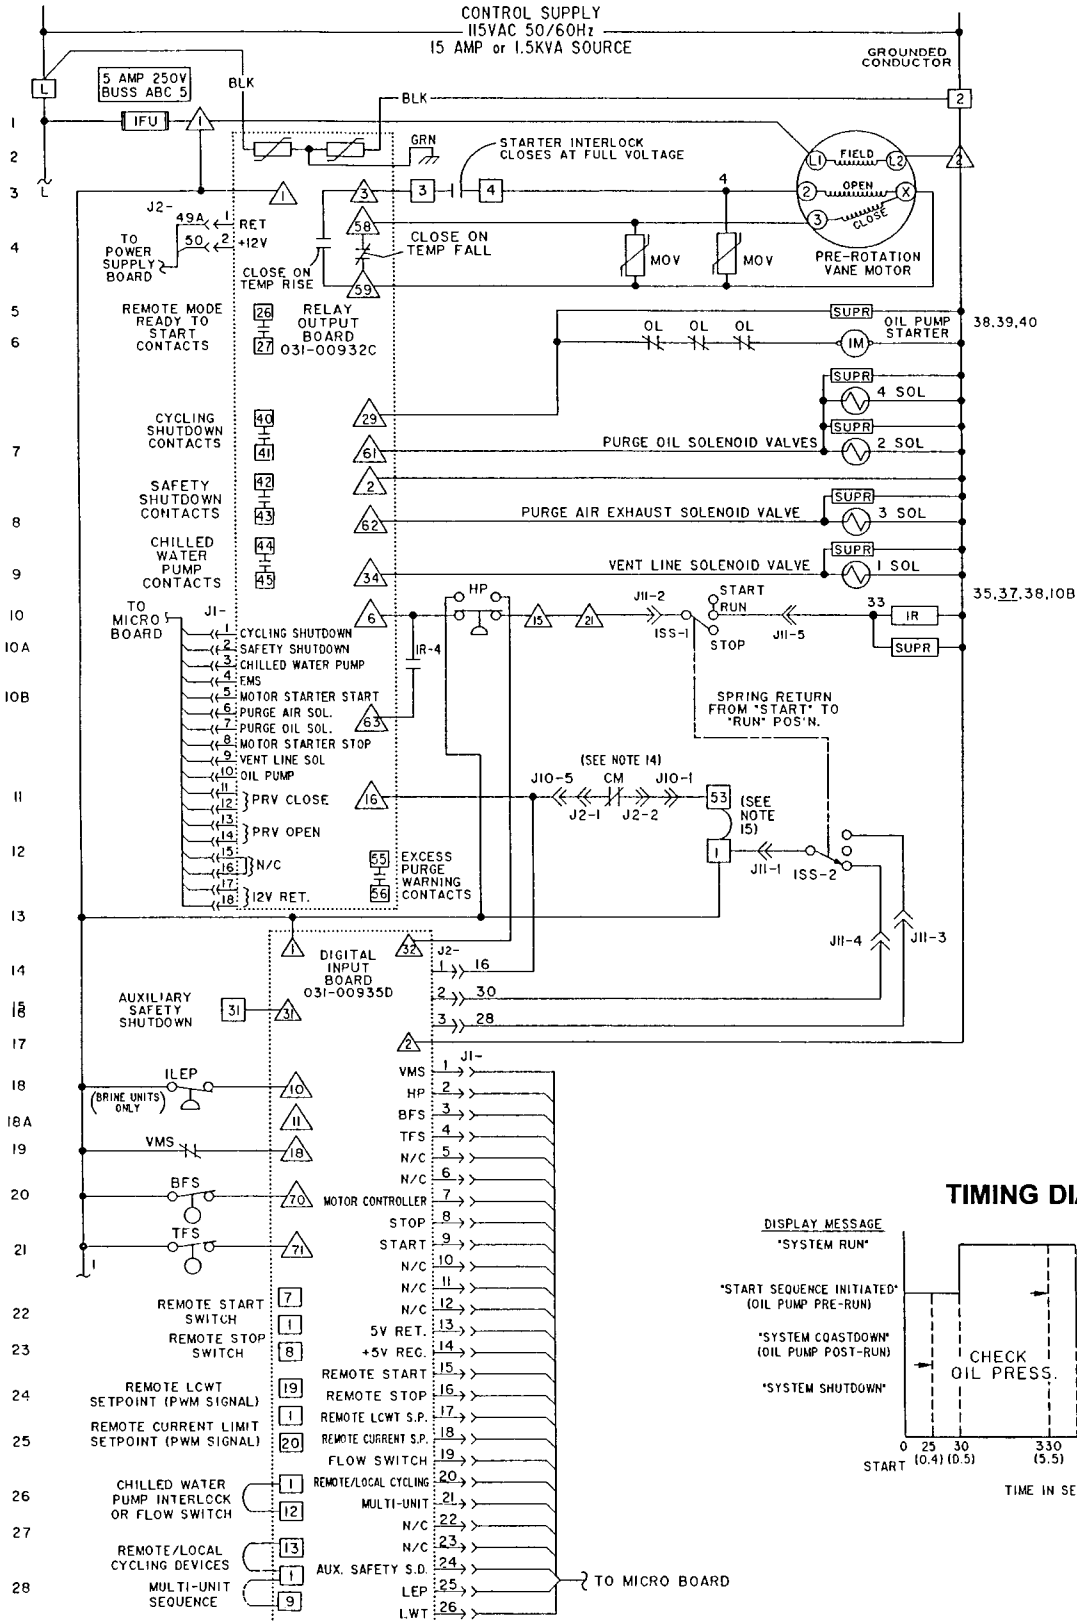 CONTROL SUPPLY
115VAC 50/60Hz
15 AMP or 1.5KVA SOURCE
GROUNDED
CONDUCTOR
5 AMP 250V
BUSS ABC 5
L
BLK
BLK
2
1
1FU
1
2
GRN
STARTER INTERLOCK
CLOSES AT FULL VOLTAGE
L1
FIELD
L2
2
3
L
1
3
3
4
4
2
OPEN
X
3
CLOSE
J2-
49A
1
RET
50
2
+12V
58
CLOSE ON
TEMP FALL
4
TO
POWER
SUPPLY
BOARD
CLOSE ON
TEMP RISE
59
MOV
MOV
PRE-ROTATION
VANE MOTOR
5
REMOTE MODE
READY TO
START
CONTACTS
26
27
RELAY
OUTPUT
BOARD
031-00932C
SUPR
OIL PUMP
STARTER
38,39,40
6
OL
OL
OL
1M
SUPR
4 SOL
CYCLING
SHUTDOWN
CONTACTS
40
41
29
SUPR
7
61
PURGE OIL SOLENOID VALVES
2 SOL
SAFETY
SHUTDOWN
CONTACTS
42
43
2
SUPR
8
62
PURGE AIR EXHAUST SOLENOID VALVE
3 SOL
CHILLED
WATER
PUMP
CONTACTS
44
45
SUPR
9
34
VENT LINE SOLENOID VALVE
1 SOL
35,37,38,10B
10
TO
MICRO
BOARD
J1-
6
HP
15
21
J11-2
1SS-1
START
RUN
STOP
J11-5
33
1R
SUPR
1
CYCLING SHUTDOWN
10A
2
SAFETY SHUTDOWN
1R-4
3
CHILLED WATER PUMP
4
EMS
10B
5
MOTOR STARTER START
6
PURGE AIR SOL.
63
7
PURGE OIL SOL.
8
MOTOR STARTER STOP
9
VENT LINE SOL
10
OIL PUMP
SPRING RETURN
FROM "START" TO
"RUN" POS'N.
11
11
12
PRV CLOSE
16
(SEE NOTE 14)
J10-5
CM
J10-1
J2-1
J2-2
53
(SEE
NOTE
15)
13
14
PRV OPEN
12
15
16
N/C
55
56
EXCESS
PURGE
WARNING
CONTACTS
1
J11-1
1SS-2
17
18
12V RET.
13
J11-4
J11-3
1
DIGITAL
INPUT
BOARD
031-00935D
32
J2-
14
1
16
15
16
AUXILIARY
SAFETY
SHUTDOWN
31
31
2
30
3
28
17
2
J1-
VMS
1
18
1LEP
(BRINE UNITS
ONLY)
10
HP
2
18A
11
BFS
3
TFS
4
19
VMS
18
N/C
5
N/C
6
20
BFS
70
MOTOR CONTROLLER
7
STOP
8
21
TFS
71
START
9
1
N/C
10
N/C
11
22
REMOTE START
SWITCH
7
1
N/C
12
5V RET.
13
23
REMOTE STOP
SWITCH
8
+5V REG.
14
REMOTE START
15
24
REMOTE LCWT
SETPOINT (PWM SIGNAL)
19
1
REMOTE STOP
16
REMOTE LCWT S.P.
17
25
REMOTE CURRENT LIMIT
SETPOINT (PWM SIGNAL)
20
REMOTE CURRENT S.P.
18
FLOW SWITCH
19
26
CHILLED WATER
PUMP INTERLOCK
OR FLOW SWITCH
1
12
REMOTE/LOCAL CYCLING
20
MULTI-UNIT
21
27
N/C
22
N/C
23
REMOTE/LOCAL
CYCLING DEVICES
13
1
AUX. SAFETY S.D.
24
28
MULTI-UNIT
SEQUENCE
9
LEP
25
LWT
26
TO MICRO BOARD
TIMING DIA
DISPLAY MESSAGE
"SYSTEM RUN"
"START SEQUENCE INITIATED"
(OIL PUMP PRE-RUN)
"SYSTEM COASTDOWN"
(OIL PUMP POST-RUN)
"SYSTEM SHUTDOWN"
CHECK
OIL PRESS.
0
25
30
330
START
(0.4)
(0.5)
(5.5)
TIME IN SE